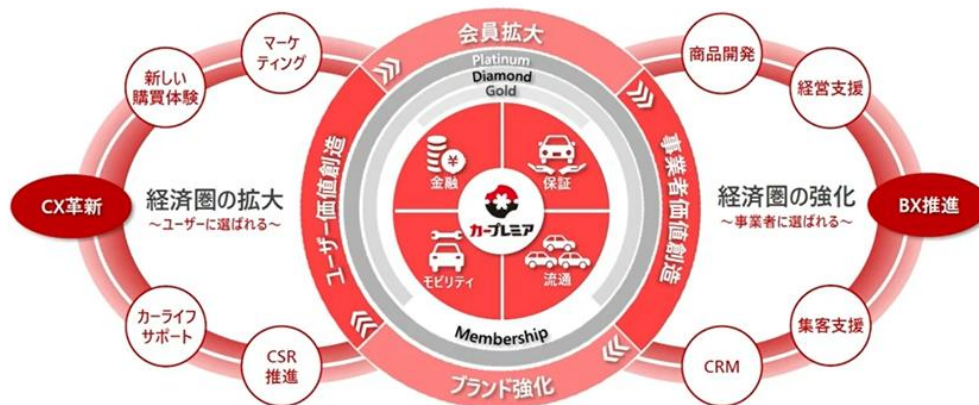 マーケ
ティング
新しい
購買体験
CX革新
経済圏の拡大
～ユーザーに選ばれる～
カーライフ
サポート
CSR
推進
会員拡大
ユーザー価値創造
事業者価値創造
ブランド強化
Platinum
Diamond
Gold
金融
保証
カープレミア
モビリティ
流通
Membership
商品開発
経営支援
経済圏の強化
～事業者に選ばれる～
BX推進
集客支援
CRM